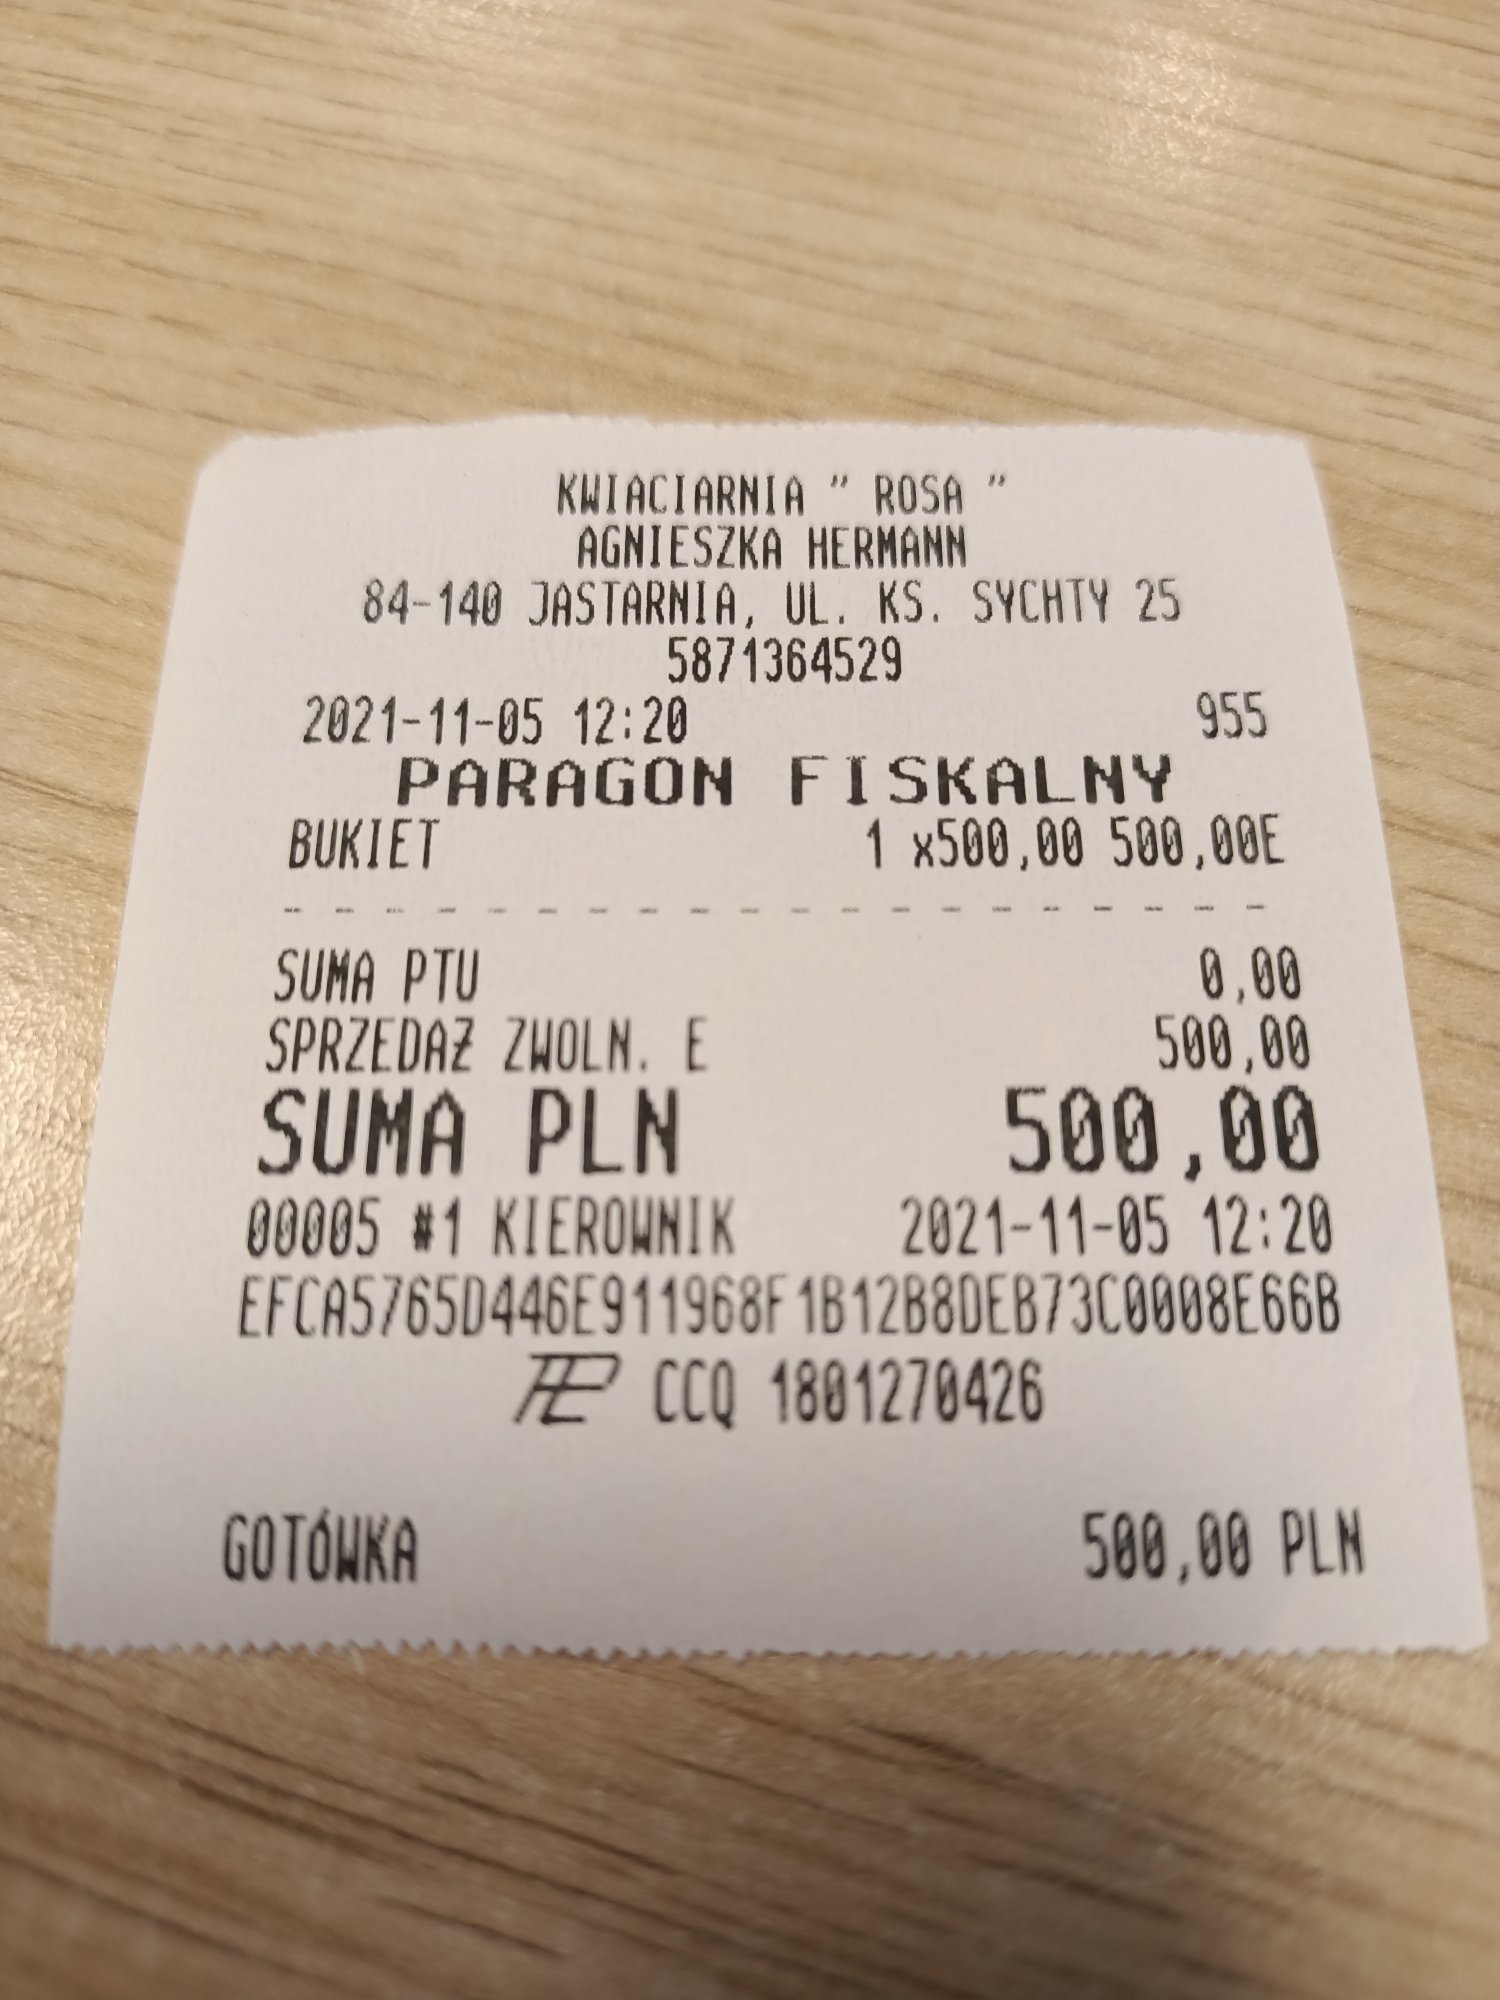 KWIACIARNIA " ROSA "
AGNIESZKA HERMANN
84-140 JASTARNIA, UL. KS. SYCHTY 25
5871364529
2021-11-05 12:20 955
PARAGON FISKALNY
BUKIET 1 x500,00 500,00E
SUMA PTU 0,00
SPRZEDAŻ ZWOLN. E 500,00
SUMA PLN 500,00
00005 #1 KIEROWNIK 2021-11-05 12:20
EFCA5765D446E911968F1B12B8DEB73C0008E66B
CCQ 1801270426
GOTÓWKA 500,00 PLN